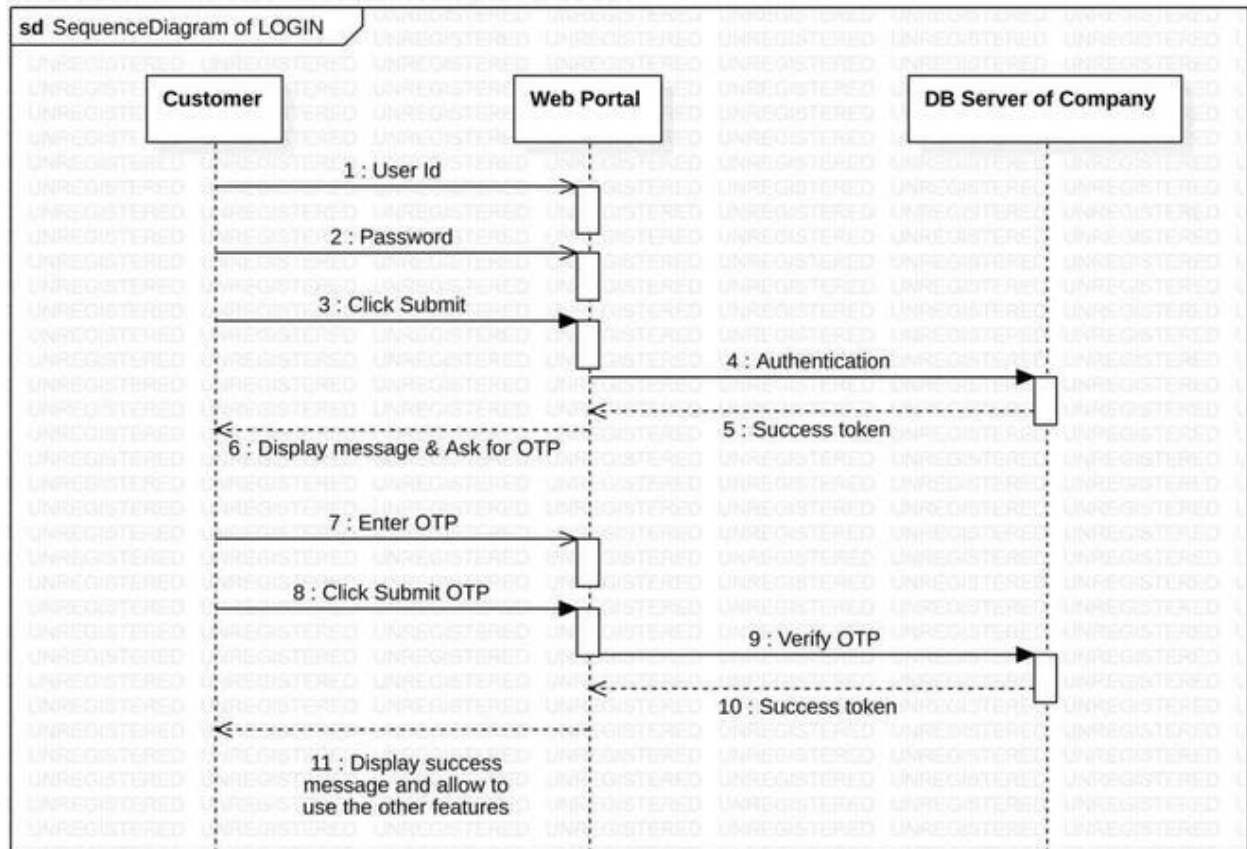 sd SequenceDiagram of LOGIN
Customer
Web Portal
DB Server of Company
1 : User Id
2 : Password
3 : Click Submit
4 : Authentication
5 : Success token
6 : Display message & Ask for OTP
7 : Enter OTP
8 : Click Submit OTP
9 : Verify OTP
10 : Success token
11 : Display success
message and allow to
use the other features
UNREGISTERED